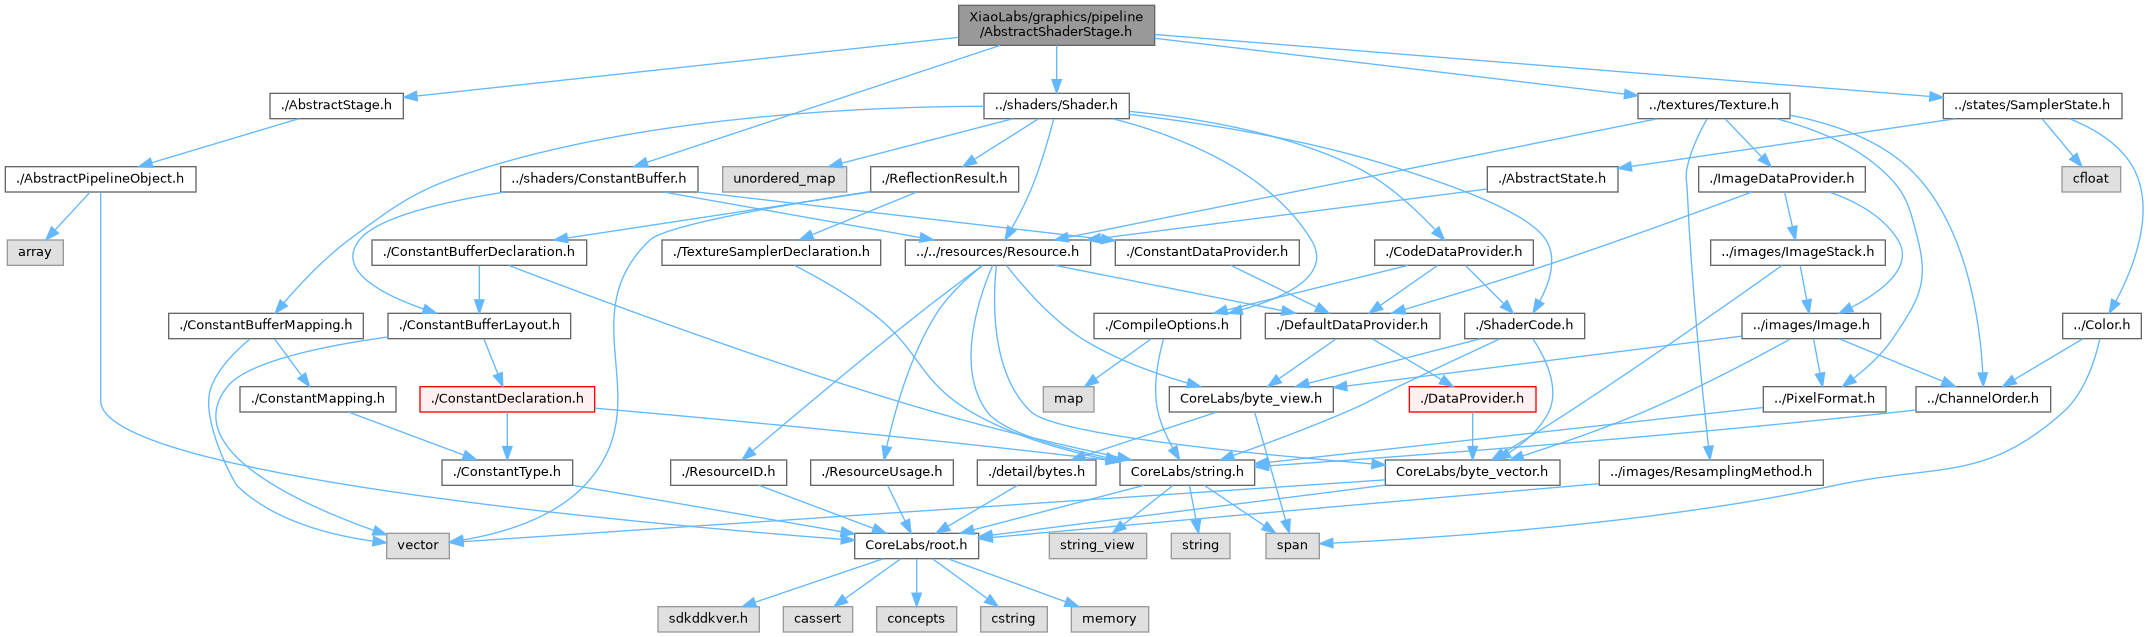 XiaoLabs/graphics/pipeline
/AbstractShaderStage.h
./AbstractStage.h
../shaders/Shader.h
../textures/Texture.h
../states/SamplerState.h
./AbstractPipelineObject.h
../shaders/ConstantBuffer.h
unordered_map
./ReflectionResult.h
./AbstractState.h
./ImageDataProvider.h
cfloat
array
./ConstantBufferDeclaration.h
./TextureSamplerDeclaration.h
../../resources/Resource.h
./ConstantDataProvider.h
./CodeDataProvider.h
../images/ImageStack.h
./ConstantBufferMapping.h
./ConstantBufferLayout.h
./CompileOptions.h
./DefaultDataProvider.h
./ShaderCode.h
../images/Image.h
../Color.h
./ConstantMapping.h
./ConstantDeclaration.h
map
CoreLabs/byte_view.h
./DataProvider.h
../PixelFormat.h
../ChannelOrder.h
./ConstantType.h
./ResourceID.h
./ResourceUsage.h
./detail/bytes.h
CoreLabs/string.h
CoreLabs/byte_vector.h
../images/ResamplingMethod.h
vector
CoreLabs/root.h
string_view
string
span
sdkddkver.h
cassert
concepts
cstring
memory